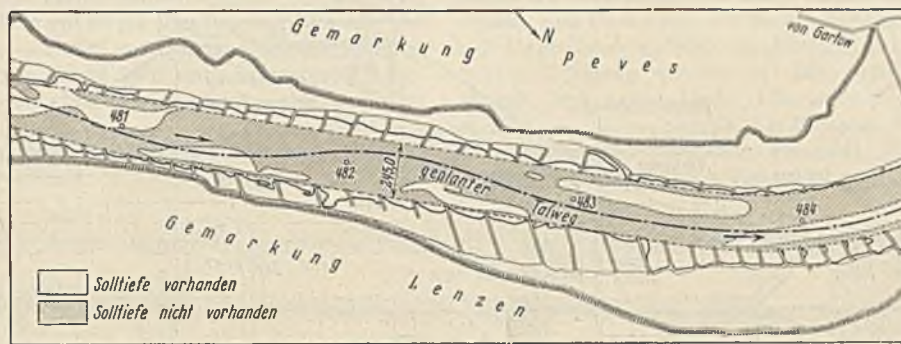 Gemarkung
Peves
N
von Gartow
481
482
245,0
geplanter
Talweg
483
484
Gemarkung
Lenzen
Solltiefe vorhanden
Solltiefe nicht vorhanden